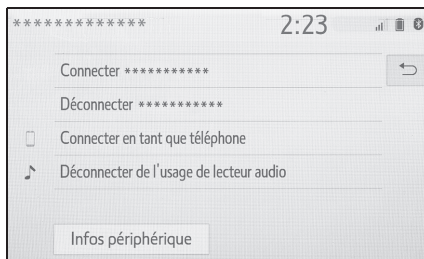 ************* 2:23
Connecter ***********
Déconnecter ***********
Connecter en tant que téléphone
Déconnecter de l'usage de lecteur audio
Infos périphérique